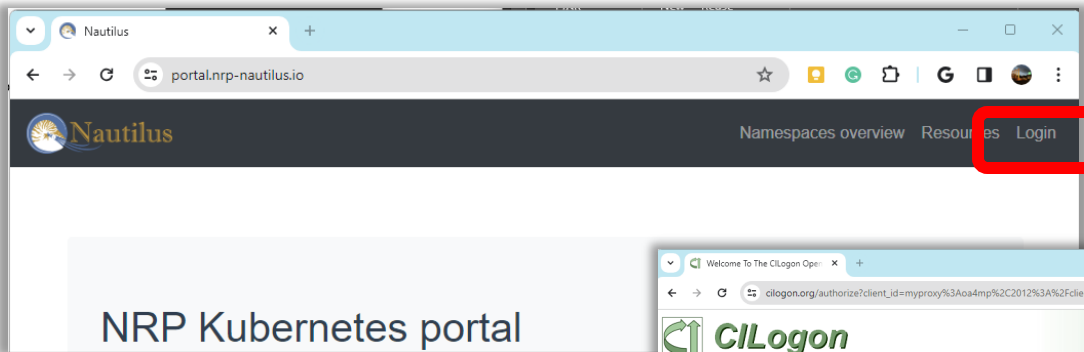 Nautilus
portal.nrp-nautilus.io
G
Nautilus
Namespaces overview Resources Login
Welcome To The CILogon Open
cilogon.org/authorize?client_id=myproxy%3Aoa4mp%2C2012%3A%2Fclie
NRP Kubernetes portal
CILogon